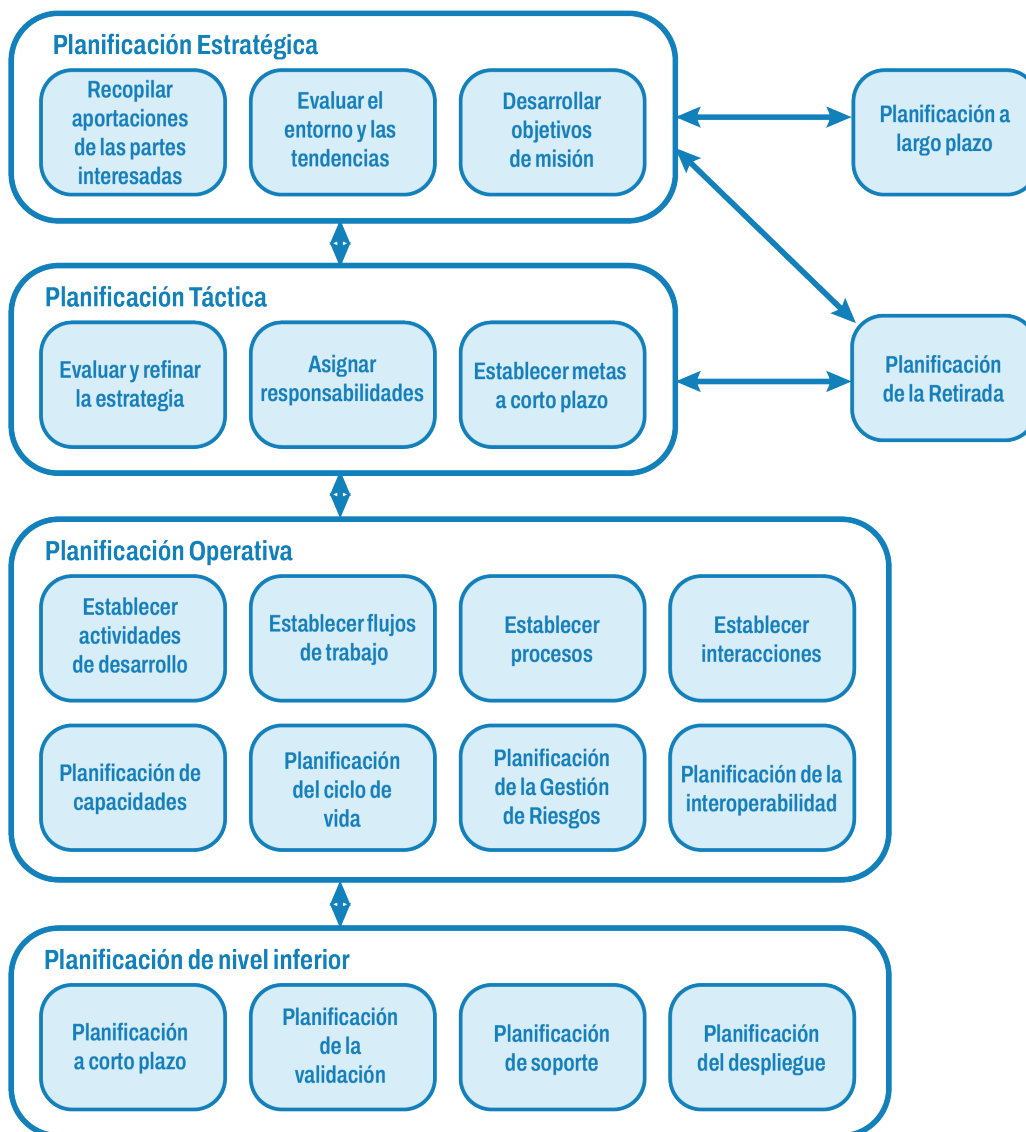 Planificación Estratégica
Recopilar
aportaciones
de las partes
interesadas
Evaluar el
entorno y las
tendencias
Desarrollar
objetivos
de misión
Planificación a
largo plazo
Planificación Táctica
Evaluar y refinar
la estrategia
Asignar
responsabilidades
Establecer metas
a corto plazo
Planificación
de la Retirada
Planificación Operativa
Establecer
actividades
de desarrollo
Establecer flujos
de trabajo
Establecer
procesos
Establecer
interacciones
Planificación de
capacidades
Planificación
del ciclo de
vida
Planificación
de la Gestión
de Riesgos
Planificación de la
interoperabilidad
Planificación de nivel inferior
Planificación
a corto plazo
Planificación
de la
validación
Planificación
de soporte
Planificación
del despliegue